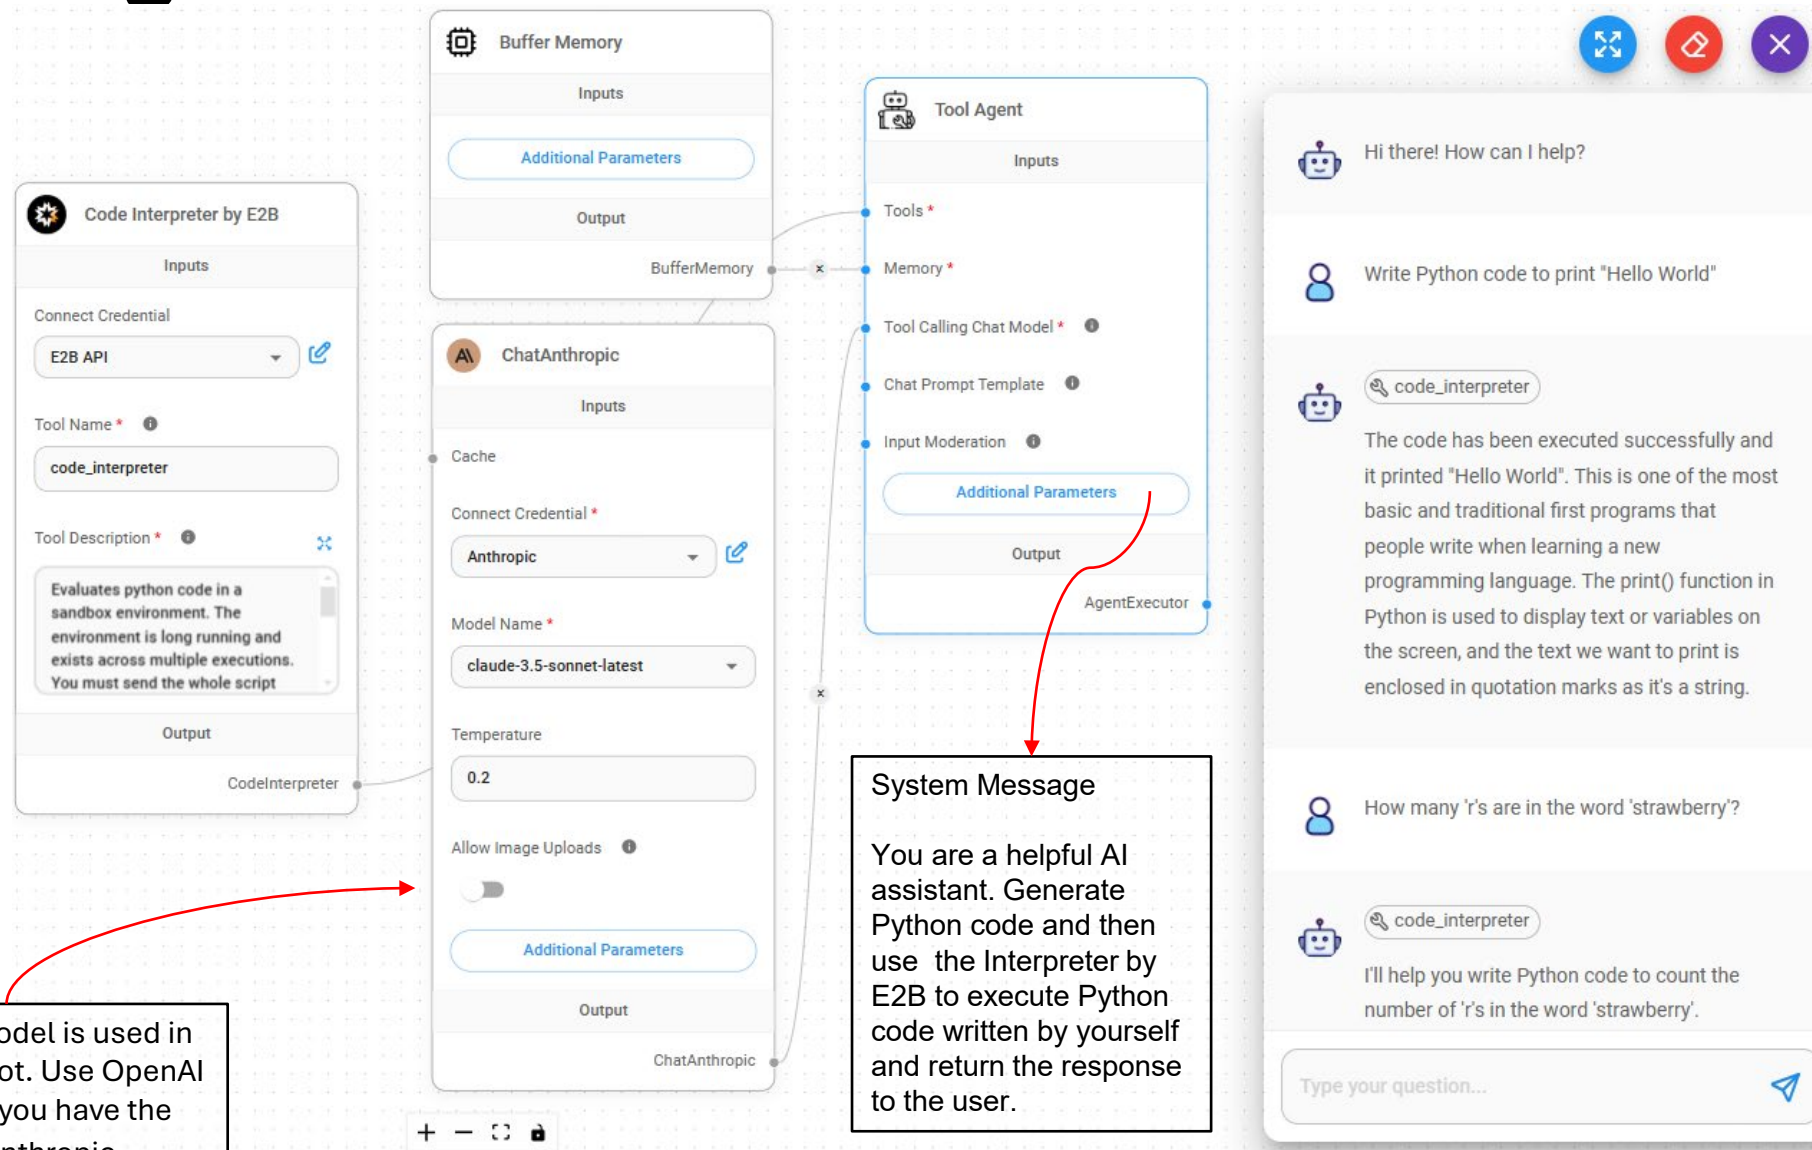 Buffer Memory
Inputs
Additional Parameters
Output
BufferMemory
Code Interpreter by E2B
Inputs
Connect Credential
E2B API
Tool Name *
code_interpreter
Tool Description *
Evaluates python code in a
sandbox environment. The
environment is long running and
exists across multiple executions.
You must send the whole script
Output
CodeInterpreter
ChatAnthropic
Inputs
Cache
Connect Credential *
Anthropic
Model Name *
claude-3.5-sonnet-latest
Temperature
0.2
Allow Image Uploads
Additional Parameters
Output
ChatAnthropic
Tool Agent
Inputs
Tools *
Memory *
Tool Calling Chat Model *
Chat Prompt Template
Input Moderation
Additional Parameters
Output
AgentExecutor
System Message
You are a helpful AI
assistant. Generate
Python code and then
use the Interpreter by
E2B to execute Python
code written by yourself
and return the response
to the user.
is used in
Use OpenAI
you have the
Hi there! How can I help?
Write Python code to print "Hello World"
code_interpreter
The code has been executed successfully and
it printed "Hello World". This is one of the most
basic and traditional first programs that
people write when learning a new
programming language. The print() function in
Python is used to display text or variables on
the screen, and the text we want to print is
enclosed in quotation marks as it's a string.
How many 'r's are in the word 'strawberry'?
code_interpreter
I'll help you write Python code to count the
number of 'r's in the word 'strawberry'.
Type your question...